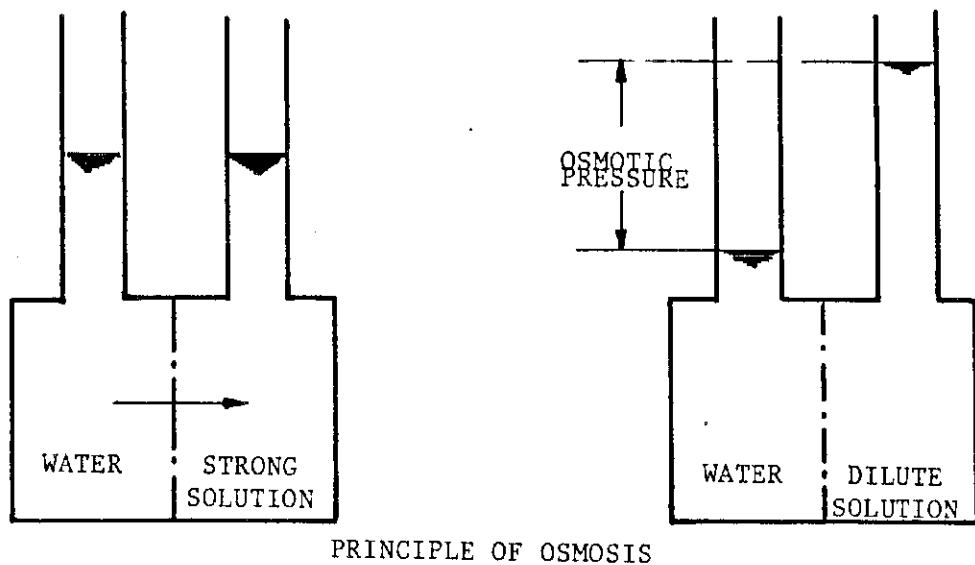 OSMOTIC
PRESSURE
WATER
STRONG
SOLUTION
WATER
DILUTE
SOLUTION
PRINCIPLE OF OSMOSIS